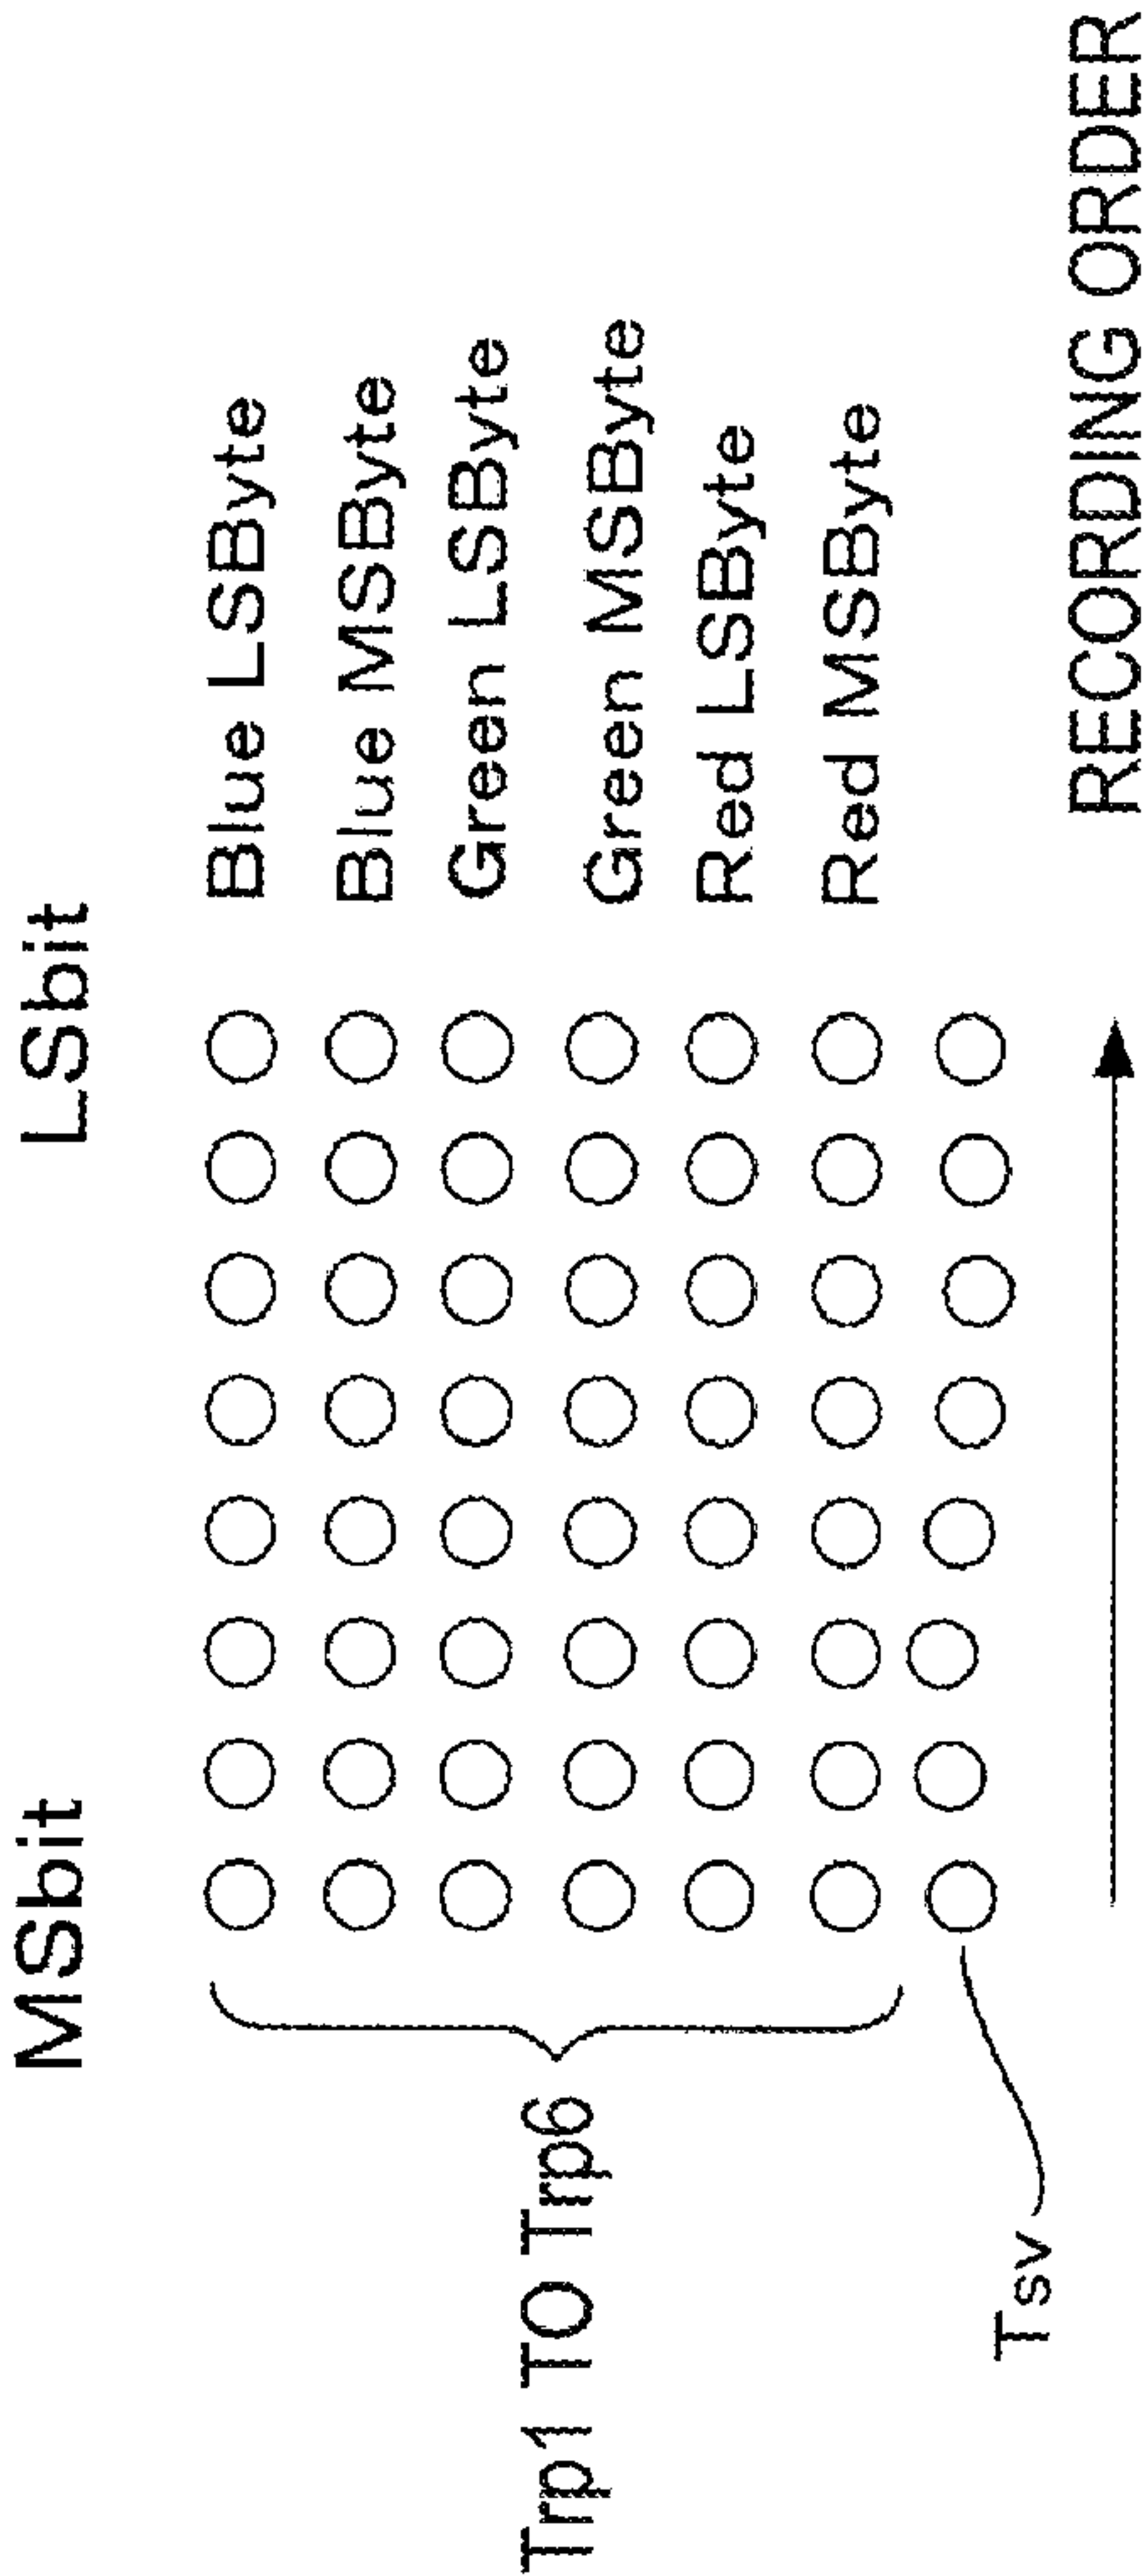 MSbit
LSbit
Blue LSByte
Blue MSByte
Green LSByte
Green MSByte
Red LSByte
Red MSByte
Trp1 TO Trp6
Tsv
RECORDING ORDER